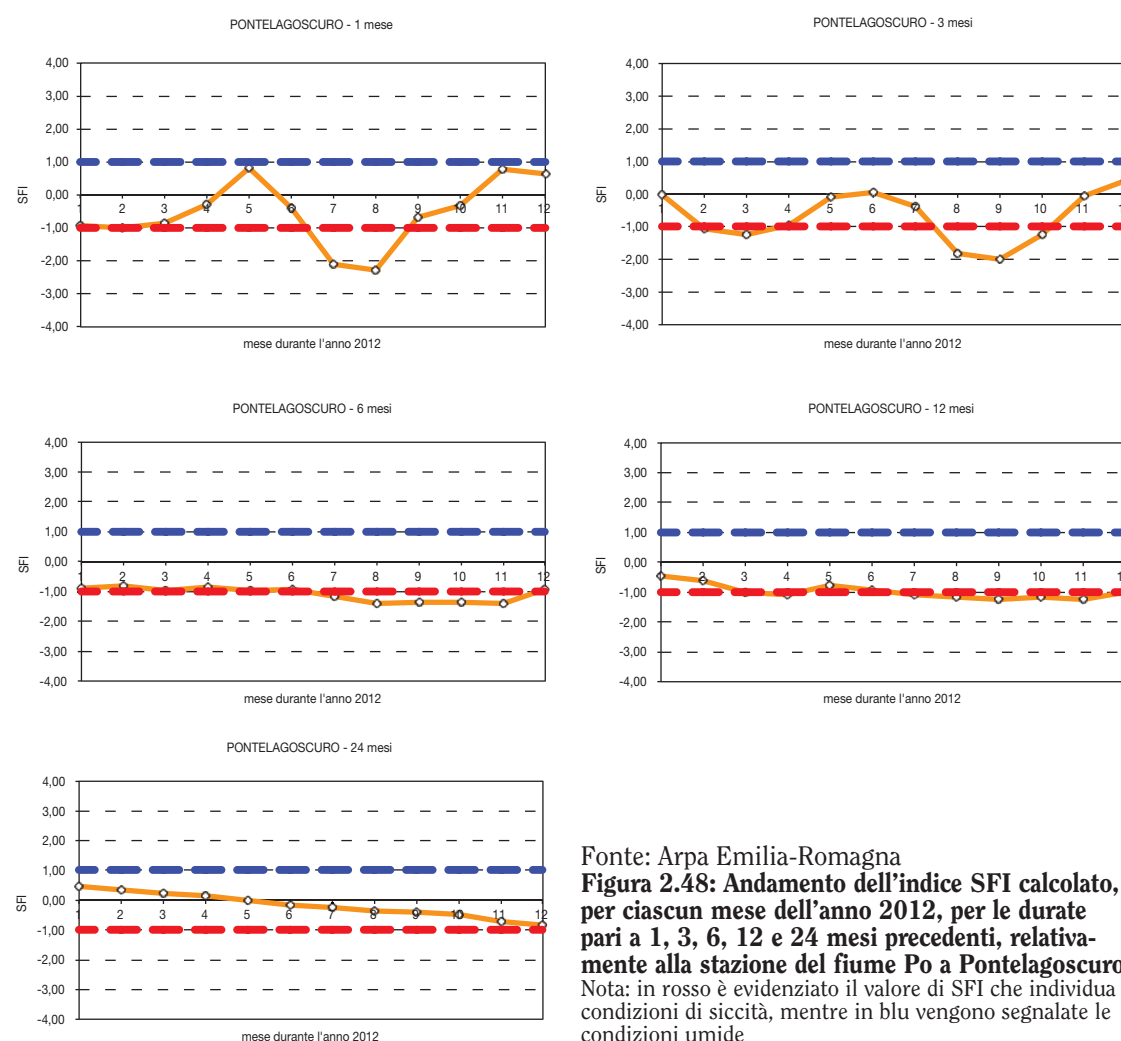 PONTELAGOSCURO - 1 mese
4,00
3,00
2,00
1,00
0,00
-1,00
-2,00
-3,00
-4,00
SFI
1 2 3 4 5 6 7 8 9 10 11 12
mese durante l'anno 2012
PONTELAGOSCURO - 3 mesi
4,00
3,00
2,00
1,00
0,00
-1,00
-2,00
-3,00
-4,00
SFI
1 2 3 4 5 6 7 8 9 10 11
mese durante l'anno 2012
PONTELAGOSCURO - 6 mesi
4,00
3,00
2,00
1,00
0,00
-1,00
-2,00
-3,00
-4,00
SFI
1 2 3 4 5 6 7 8 9 10 11 12
mese durante l'anno 2012
PONTELAGOSCURO - 12 mesi
4,00
3,00
2,00
1,00
0,00
-1,00
-2,00
-3,00
-4,00
SFI
1 2 3 4 5 6 7 8 9 10 11
mese durante l'anno 2012
PONTELAGOSCURO - 24 mesi
4,00
3,00
2,00
1,00
0,00
-1,00
-2,00
-3,00
-4,00
SFI
1 2 3 4 5 6 7 8 9 10 11 12
mese durante l'anno 2012
Fonte: Arpa Emilia-Romagna
Figura 2.48: Andamento dell'indice SFI calcolato,
per ciascun mese dell'anno 2012, per le durate
pari a 1, 3, 6, 12 e 24 mesi precedenti, relativa-
mente alla stazione del fiume Po a Pontelagoscuro
Nota: in rosso è evidenziato il valore di SFI che individua
condizioni di siccità, mentre in blu vengono segnalate le
condizioni umide